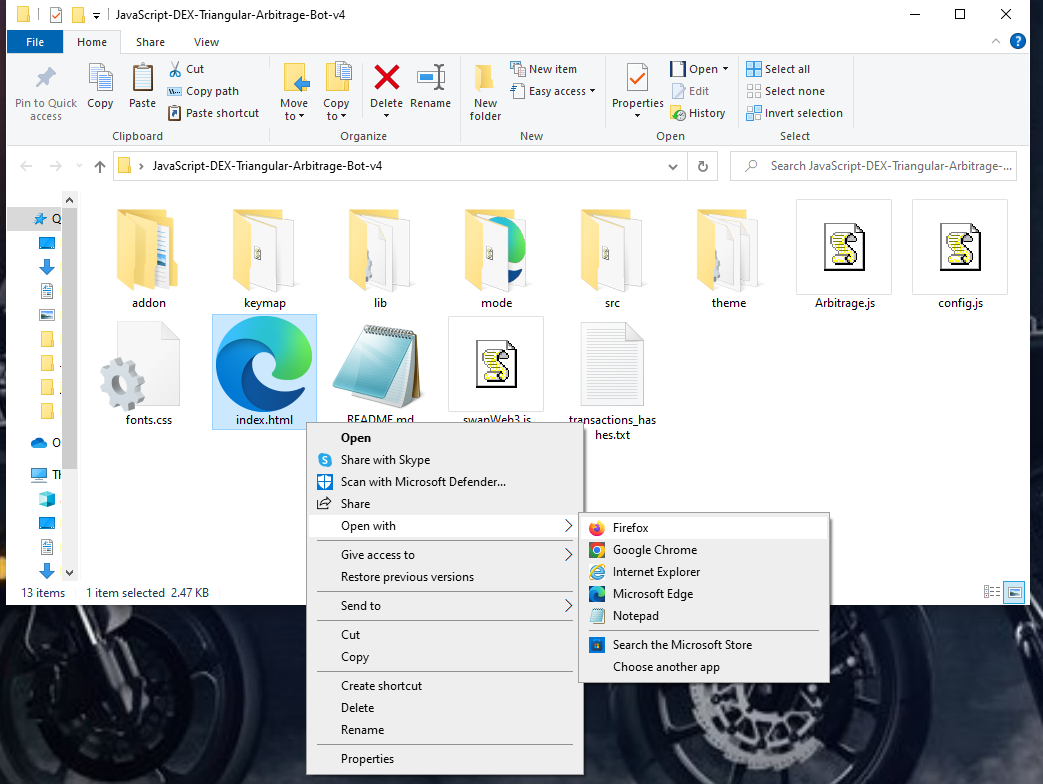 JavaScript-DEX-Triangular-Arbitrage-Bot-v4
File Home Share View
Pin to Quick access
Copy
Paste
Cut
Copy path
Paste shortcut
Clipboard
Move to
Copy to
Delete
Rename
Organize
New folder
New item
Easy access
New
Properties
Open
Edit
History
Open
Select all
Select none
Invert selection
Select
JavaScript-DEX-Triangular-Arbitrage-Bot-v4
Search JavaScript-DEX-Triangular-Arbitrage-...
Q
O
addon
keymap
lib
mode
src
theme
Arbitrage.js
config.js
fonts.css
index.html
README.md
swapWeb3.js
transactions_has
hes.txt
Open
Share with Skype
Scan with Microsoft Defender...
Share
Open with
Give access to
Restore previous versions
Send to
Cut
Copy
Create shortcut
Delete
Rename
Properties
Firefox
Google Chrome
Internet Explorer
Microsoft Edge
Notepad
Search the Microsoft Store
Choose another app
13 items 1 item selected 2.47 KB